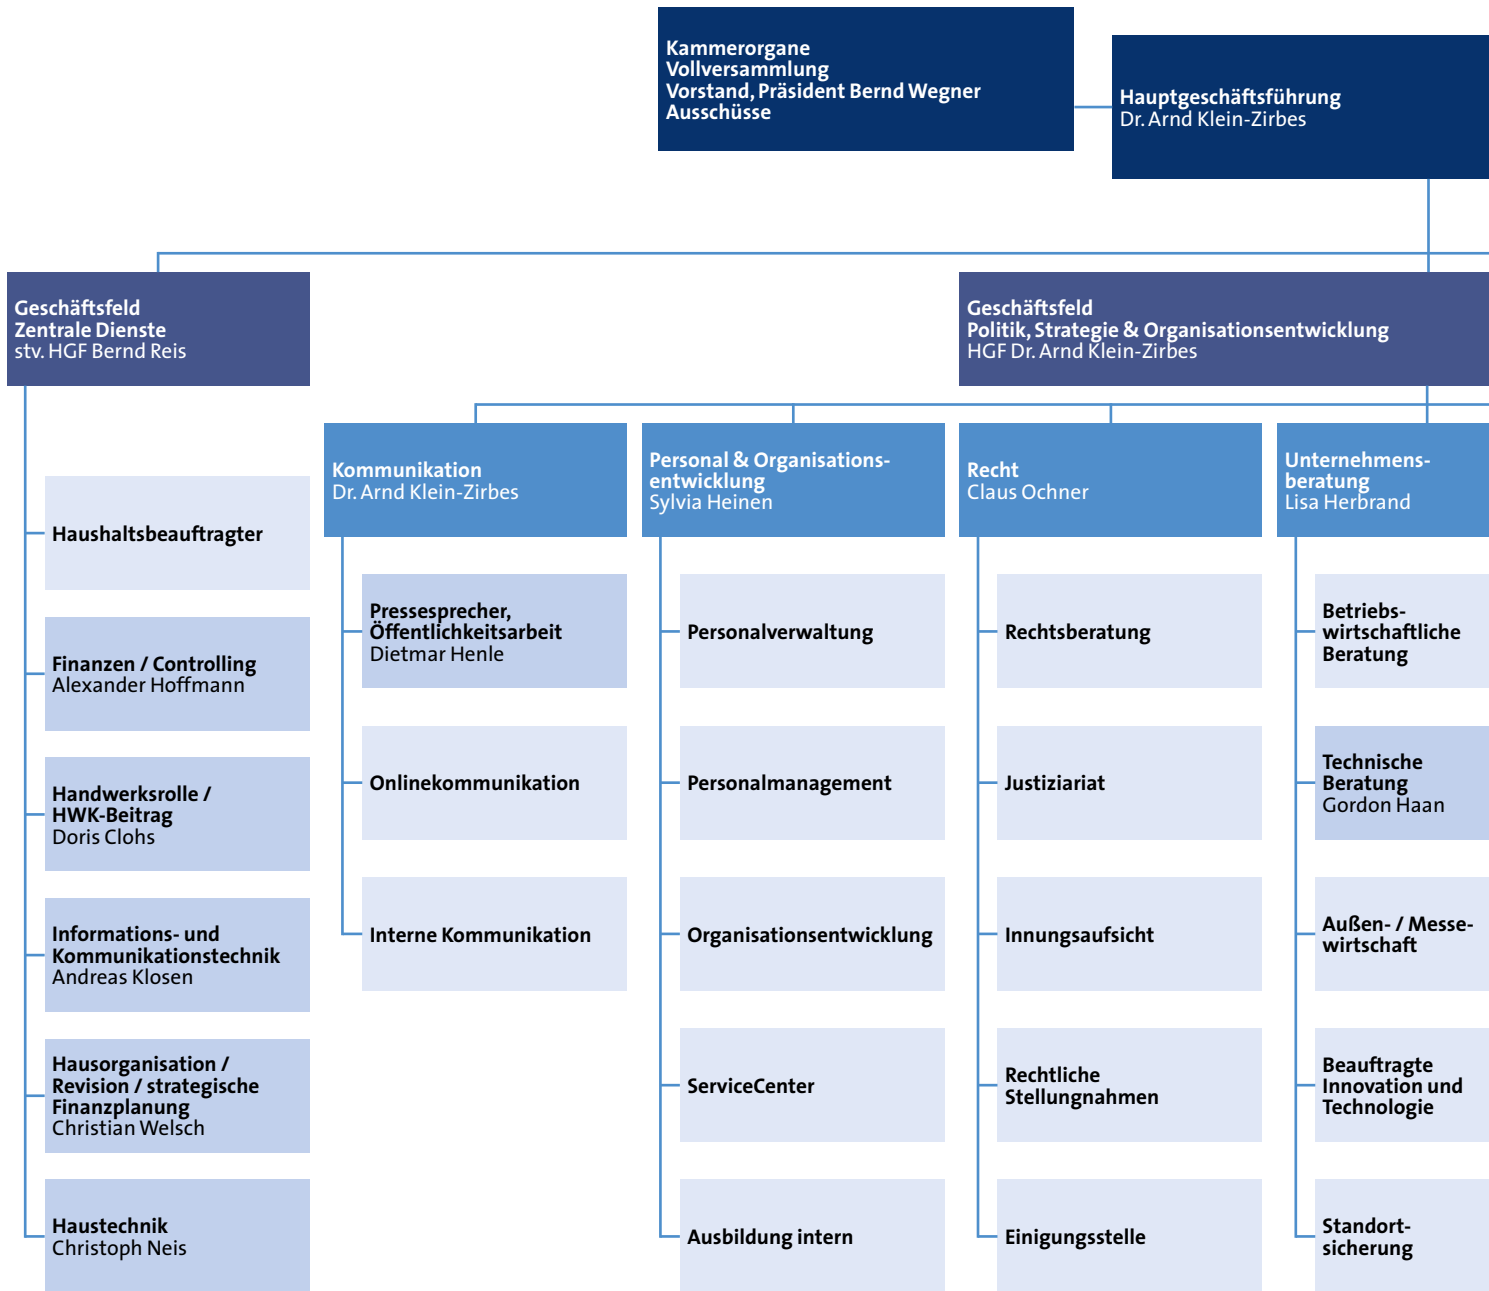 Kammerorgane
Vollversammlung
Vorstand, Präsident Bernd Wegner
Ausschüsse
Hauptgeschäftsführung
Dr. Arnd Klein-Zirbes
Geschäftsfeld
Zentrale Dienste
stv. HGF Bernd Reis
Geschäftsfeld
Politik, Strategie & Organisationsentwicklung
HGF Dr. Arnd Klein-Zirbes
Haushaltsbeauftragter
Finanzen / Controlling
Alexander Hoffmann
Handwerksrolle /
HWK-Beitrag
Doris Clohs
Informations- und
Kommunikationstechnik
Andreas Klosen
Hausorganisation /
Revision / strategische
Finanzplanung
Christian Welsch
Haustechnik
Christoph Neis
Kommunikation
Dr. Arnd Klein-Zirbes
Pressesprecher,
Öffentlichkeitsarbeit
Dietmar Henle
Onlinekommunikation
Interne Kommunikation
Personal & Organisations-
entwicklung
Sylvia Heinen
Personalverwaltung
Personalmanagement
Organisationsentwicklung
ServiceCenter
Ausbildung intern
Recht
Claus Ochner
Rechtsberatung
Justiziariat
Innungsaufsicht
Rechtliche
Stellungnahmen
Einigungsstelle
Unternehmens-
beratung
Lisa Herbrand
Betriebs-
wirtschaftliche
Beratung
Technische
Beratung
Gordon Haan
Außen- / Messe-
wirtschaft
Beauftragte
Innovation und
Technologie
Standort-
sicherung